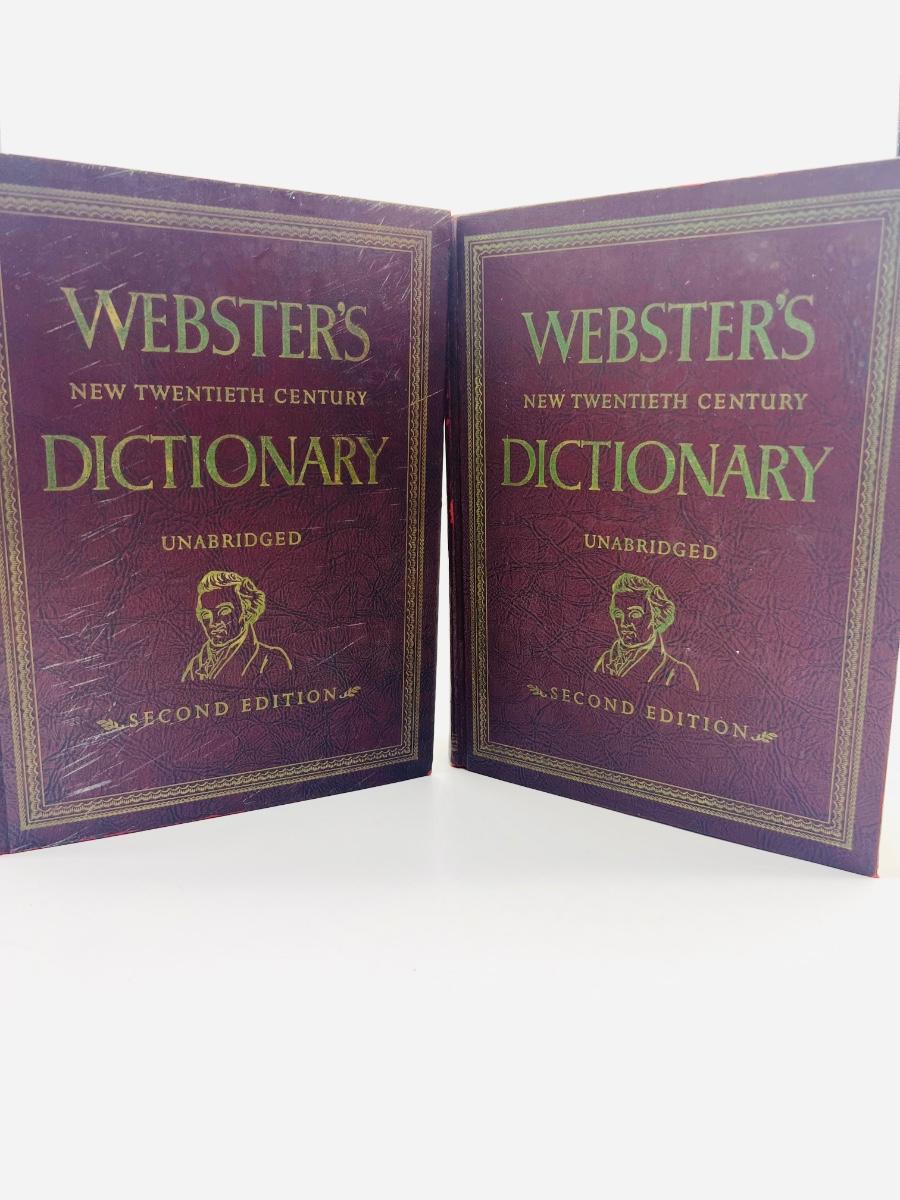 WEBSTER'S
NEW TWENTIETH CENTURY
DICTIONARY
UNABRIDGED
SECOND EDITION
WEBSTER'S
NEW TWENTIETH CENTURY
DICTIONARY
UNABRIDGED
SECOND EDITION